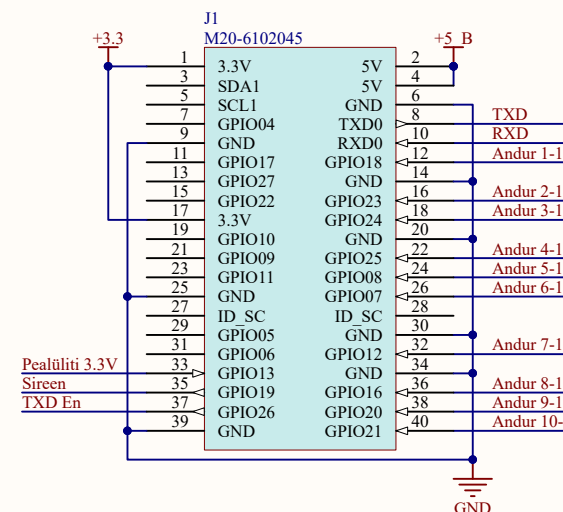 J1
M20-6102045
+3.3
+5_B
1 3.3V 5V 2
3 SDA1 5V 4
5 SCL1 GND 6
7 GPIO04 TXD0 8 TXD
9 GND RXD0 10 RXD
11 GPIO17 GPIO18 12 Andur 1-1
13 GPIO27 GND 14
15 GPIO22 GPIO23 16 Andur 2-1
17 3.3V GPIO24 18 Andur 3-1
19 GPIO10 GND 20
21 GPIO09 GPIO25 22 Andur 4-1
23 GPIO11 GPIO08 24 Andur 5-1
25 GND GPIO07 26 Andur 6-1
27 ID_SC ID_SC 28
29 GPIO05 GND 30
31 GPIO06 GPIO12 32 Andur 7-1
Pealüliti 3.3V 33 GPIO13 GND 34
Sireen 35 GPIO19 GPIO16 36 Andur 8-1
TXD En 37 GPIO26 GPIO20 38 Andur 9-1
39 GND GPIO21 40 Andur 10-
GND